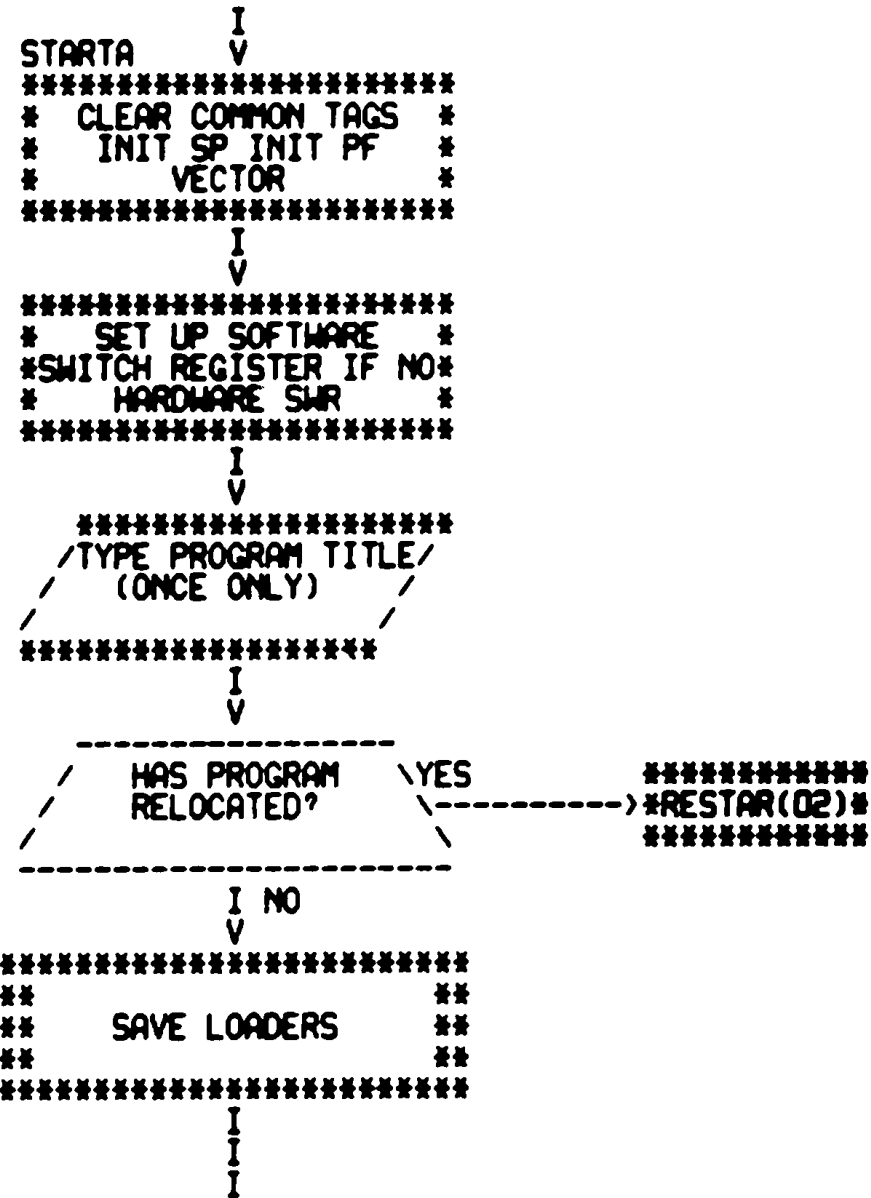 I
V
STARTA
***********************
* CLEAR COMMON TAGS *
* INIT SP INIT PF *
* VECTOR *
***********************
I
V
***********************
* SET UP SOFTWARE *
*SWITCH REGISTER IF NO*
* HARDWARE SWR *
***********************
I
V
********************
/TYPE PROGRAM TITLE/
/ (ONCE ONLY) /
/ /
*******************
I
V
-----------------
/ HAS PROGRAM \YES
/ RELOCATED? \---------->
/ \
-----------------------
************
*RESTAR(02)*
************
I NO
V
*************************
** **
** SAVE LOADERS **
** **
*************************
I
I
I